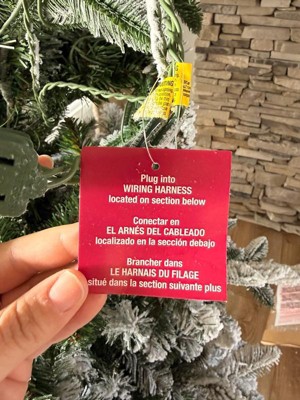 Plug into
WIRING HARNESS
located on section below
Conectar en
EL ARNÉS DEL CABLEADO
localizado en la sección debajo
Brancher dans
LE HARNAIS DU FILAGE
situé dans la section suivante plus